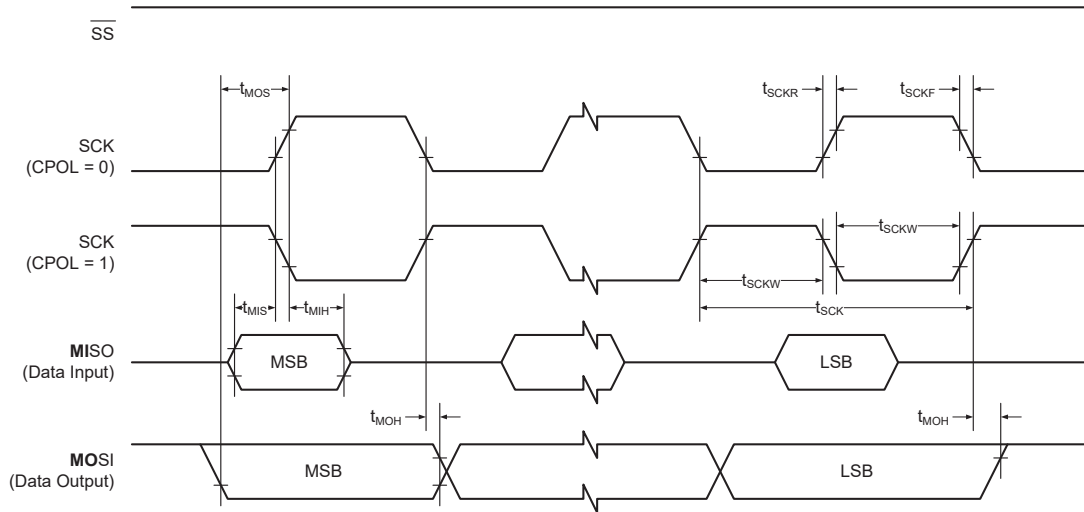 SS
tMOS
tSCKR
tSCKF
SCK
(CPOL = 0)
SCK
(CPOL = 1)
tSCKW
tSCKW
tSCK
tMIS
tMIH
MISO
(Data Input)
MSB
LSB
tMOH
tMOH
MOSI
(Data Output)
MSB
LSB